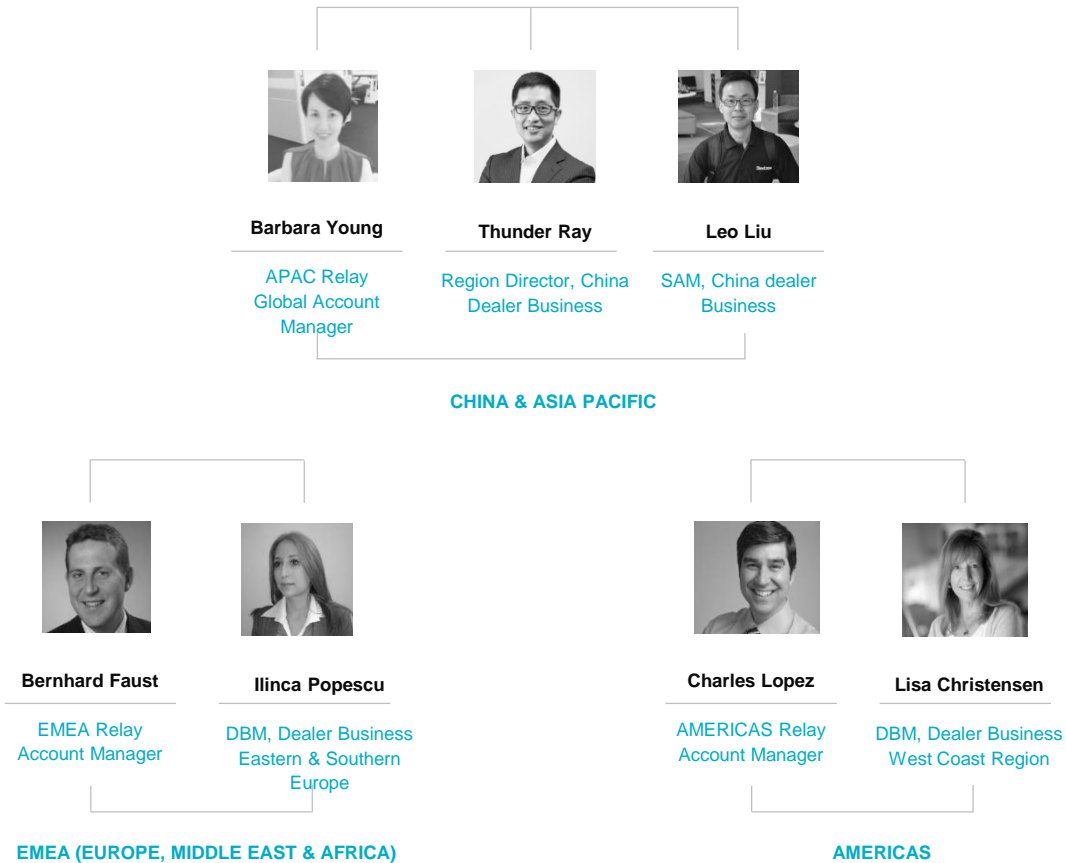 Barbara Young
Thunder Ray
Leo Liu
APAC Relay
Global Account
Manager
Region Director, China
Dealer Business
SAM, China dealer
Business
CHINA & ASIA PACIFIC
Bernhard Faust
Ilinca Popescu
EMEA Relay
Account Manager
DBM, Dealer Business
Eastern & Southern
Europe
EMEA (EUROPE, MIDDLE EAST & AFRICA)
Charles Lopez
Lisa Christensen
AMERICAS Relay
Account Manager
DBM, Dealer Business
West Coast Region
AMERICAS